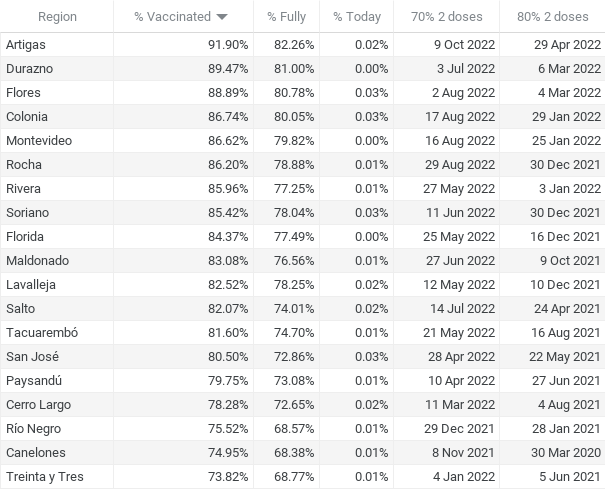 Region % Vaccinated % Fully % Today 70% 2 doses 80% 2 doses
Artigas 91.90% 82.26% 0.02% 9 Oct 2022 29 Apr 2022
Durazno 89.47% 81.00% 0.00% 3 Jul 2022 6 Mar 2022
Flores 88.89% 80.78% 0.03% 2 Aug 2022 4 Mar 2022
Colonia 86.74% 80.05% 0.03% 17 Aug 2022 29 Jan 2022
Montevideo 86.62% 79.82% 0.00% 16 Aug 2022 25 Jan 2022
Rocha 86.20% 78.88% 0.01% 29 Aug 2022 30 Dec 2021
Rivera 85.96% 77.25% 0.01% 27 May 2022 3 Jan 2022
Soriano 85.42% 78.04% 0.03% 11 Jun 2022 30 Dec 2021
Florida 84.37% 77.49% 0.00% 25 May 2022 16 Dec 2021
Maldonado 83.08% 76.56% 0.01% 27 Jun 2022 9 Oct 2021
Lavalleja 82.52% 78.25% 0.02% 12 May 2022 10 Dec 2021
Salto 82.07% 74.01% 0.02% 14 Jul 2022 24 Apr 2021
Tacuarembó 81.60% 74.70% 0.01% 21 May 2022 16 Aug 2021
San José 80.50% 72.86% 0.03% 28 Apr 2022 22 May 2021
Paysandú 79.75% 73.08% 0.01% 10 Apr 2022 27 Jun 2021
Cerro Largo 78.28% 72.65% 0.02% 11 Mar 2022 4 Aug 2021
Río Negro 75.52% 68.57% 0.01% 29 Dec 2021 28 Jan 2021
Canelones 74.95% 68.38% 0.01% 8 Nov 2021 30 Mar 2020
Treinta y Tres 73.82% 68.77% 0.01% 4 Jan 2022 5 Jun 2021